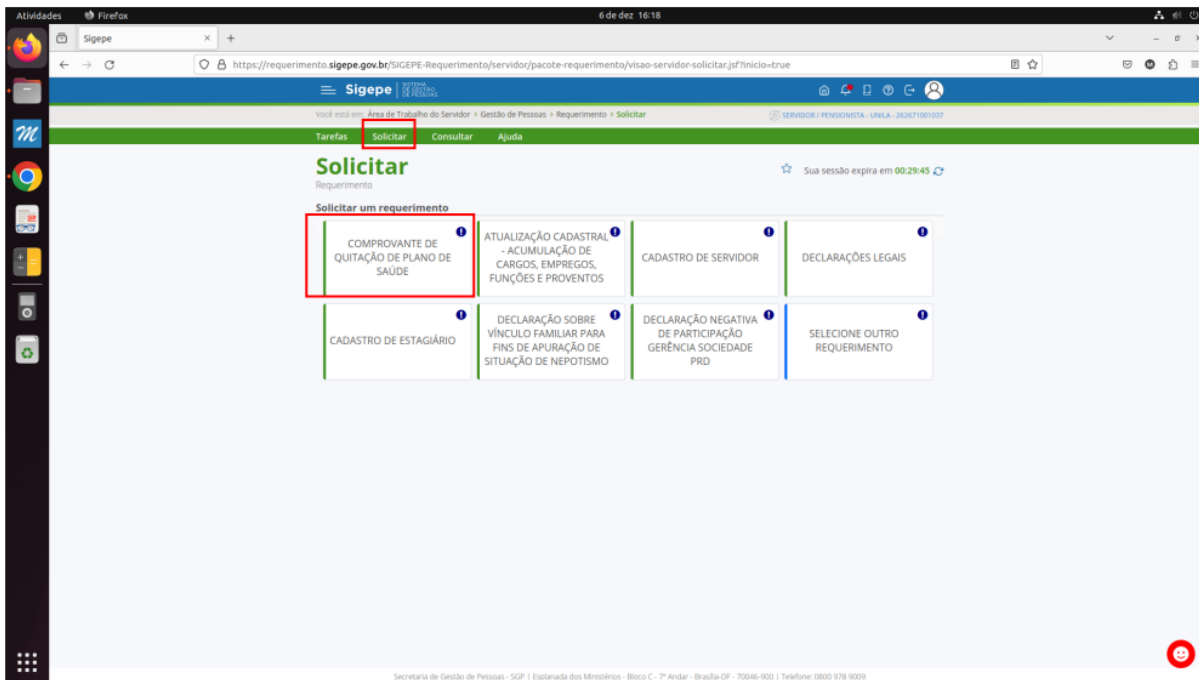 Atividades Firefox 6 de dez 16:18
Sigepe × +
https://requerimento.sigepe.gov.br/SIGEPE-Requerimento/servidor/pacote-requerimento/visao-servidor-solicitar.jsf?inicio=true
Sigepe SISTEMA DE GESTÃO DE PESSOAS
Você está em: Área de Trabalho do Servidor > Gestão de Pessoas > Requerimento > Solicitar
SERVIDOR / PENSIONISTA - UNILA -
Tarefas Solicitar Consultar Ajuda
Solicitar
Requerimento
Sua sessão expira em 00:29:45
Solicitar um requerimento
COMPROVANTE DE
QUITAÇÃO DE PLANO DE
SAÚDE
ATUALIZAÇÃO CADASTRAL
- ACUMULAÇÃO DE
CARGOS, EMPREGOS,
FUNÇÕES E PROVENTOS
CADASTRO DE SERVIDOR
DECLARAÇÕES LEGAIS
CADASTRO DE ESTAGIÁRIO
DECLARAÇÃO SOBRE
VÍNCULO FAMILIAR PARA
FINS DE APURAÇÃO DE
SITUAÇÃO DE NEPOTISMO
DECLARAÇÃO NEGATIVA
DE PARTICIPAÇÃO
GERÊNCIA SOCIEDADE
PRD
SELECIONE OUTRO
REQUERIMENTO
Secretaria de Gestão de Pessoas - SGP | Esplanada dos Ministérios - Bloco C - 7º Andar - Brasília-DF - 70046-900 | Telefone: 0800 978 9009